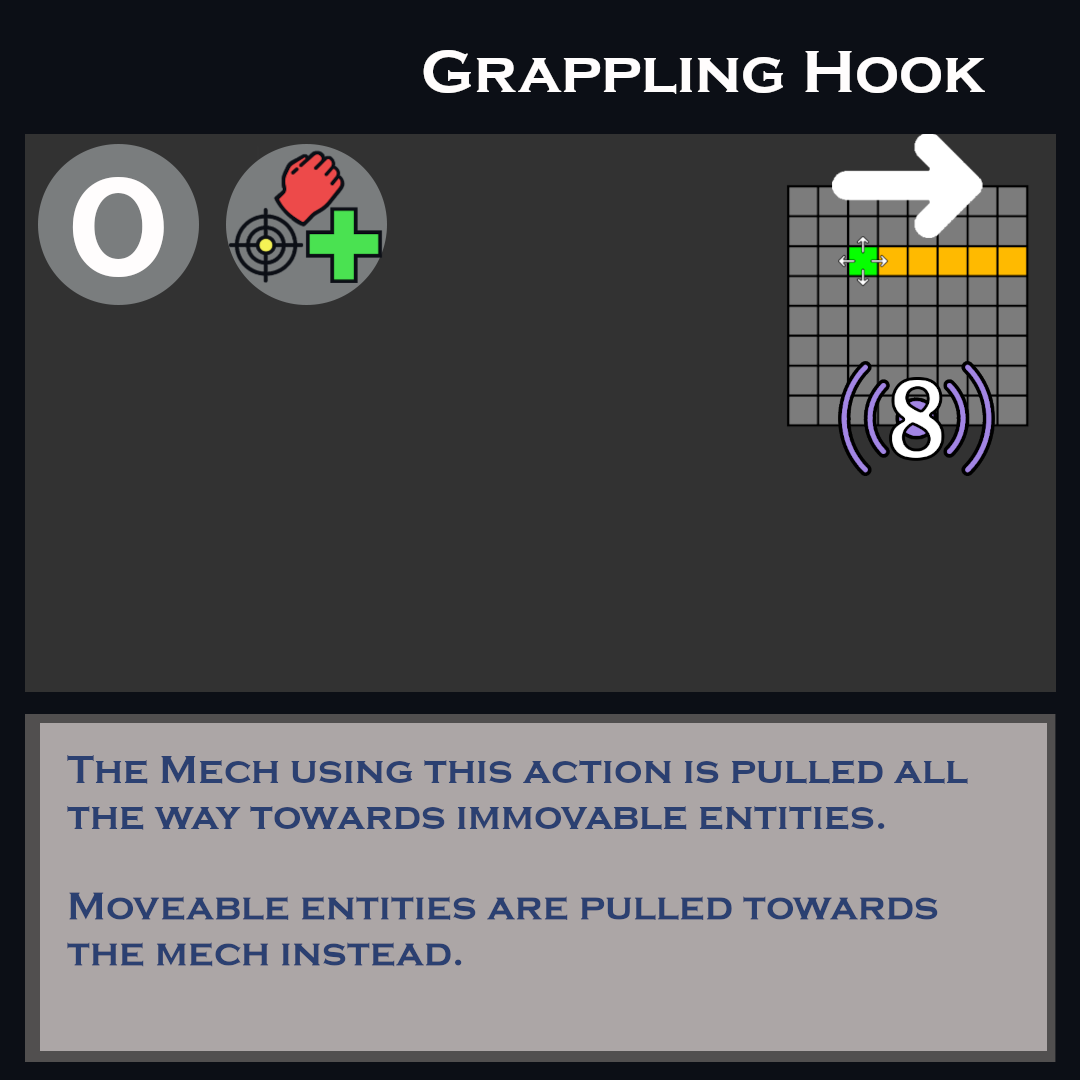 Grappling Hook
0
8
The Mech using this action is pulled all
the way towards immovable entities.
Moveable entities are pulled towards
the mech instead.